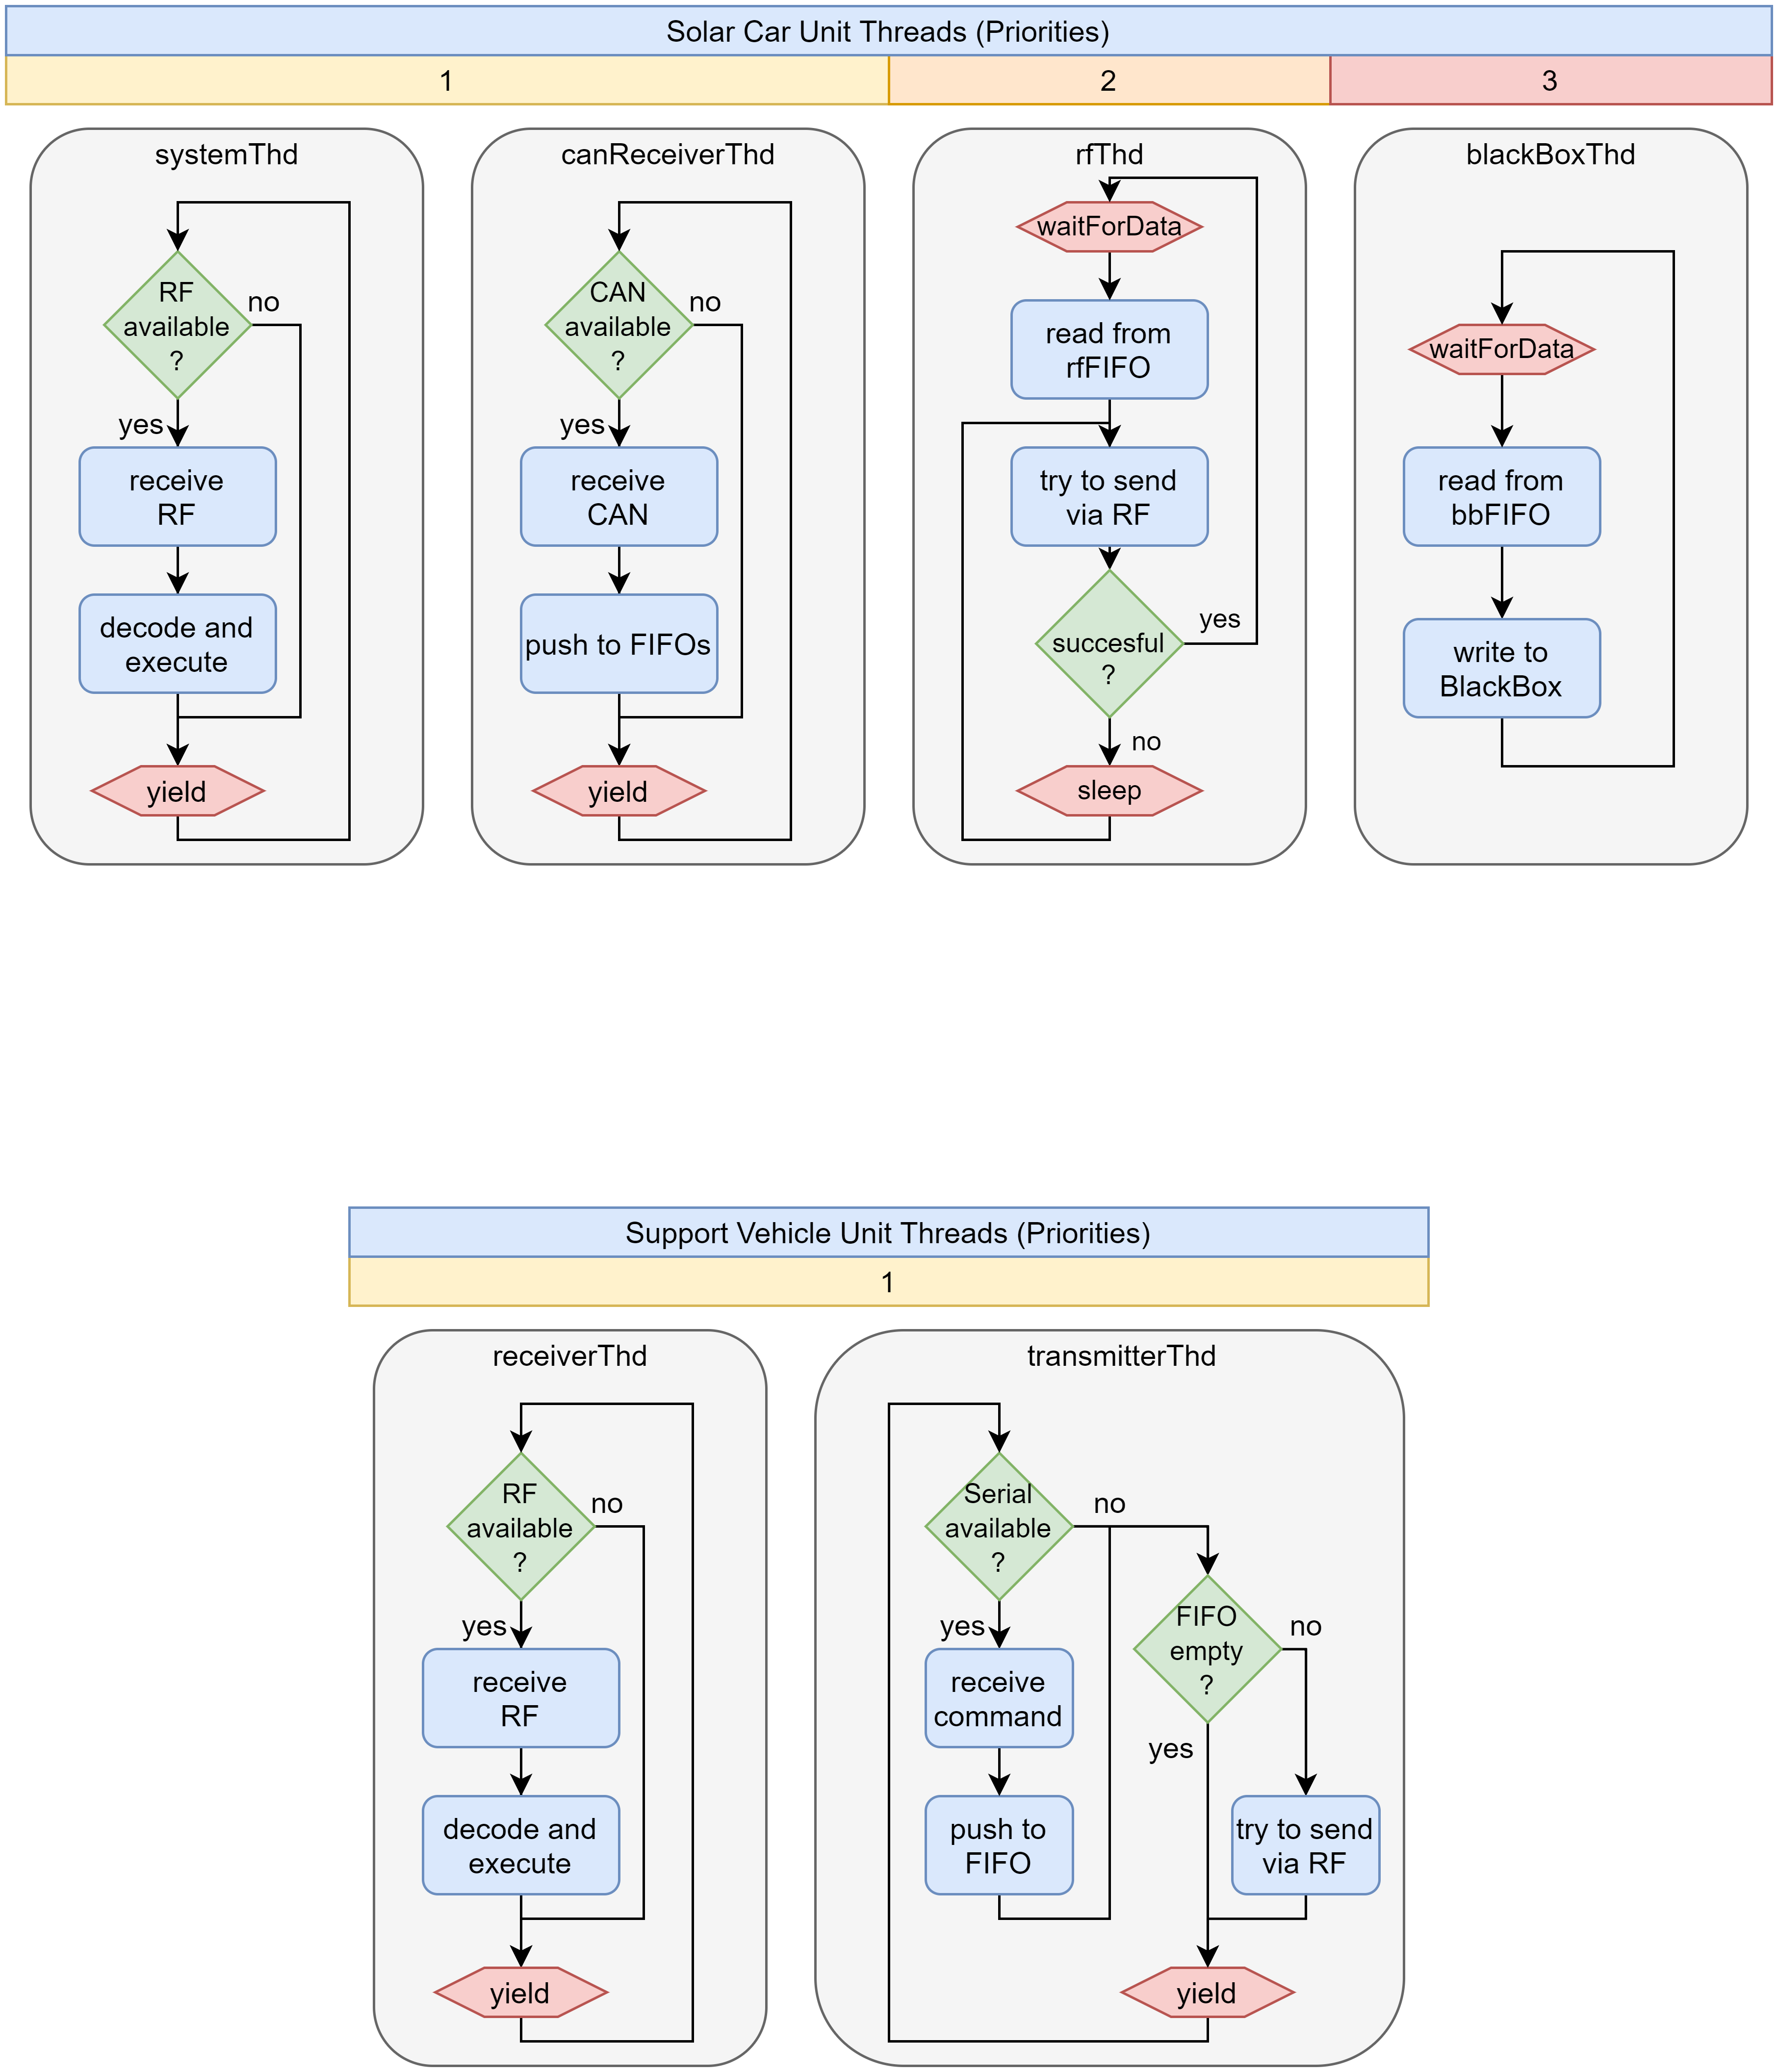 Solar Car Unit Threads (Priorities)
1
2
3
systemThd
RF
available
?
no
yes
receive
RF
decode and
execute
yield
canReceiverThd
CAN
available
?
no
yes
receive
CAN
push to FIFOs
yield
rfThd
waitForData
read from
rfFIFO
try to send
via RF
succesful
?
yes
no
sleep
blackBoxThd
waitForData
read from
bbFIFO
write to
BlackBox
Support Vehicle Unit Threads (Priorities)
1
receiverThd
RF
available
?
no
yes
receive
RF
decode and
execute
yield
transmitterThd
Serial
available
?
no
yes
receive
command
push to
FIFO
FIFO
empty
?
no
yes
try to send
via RF
yield